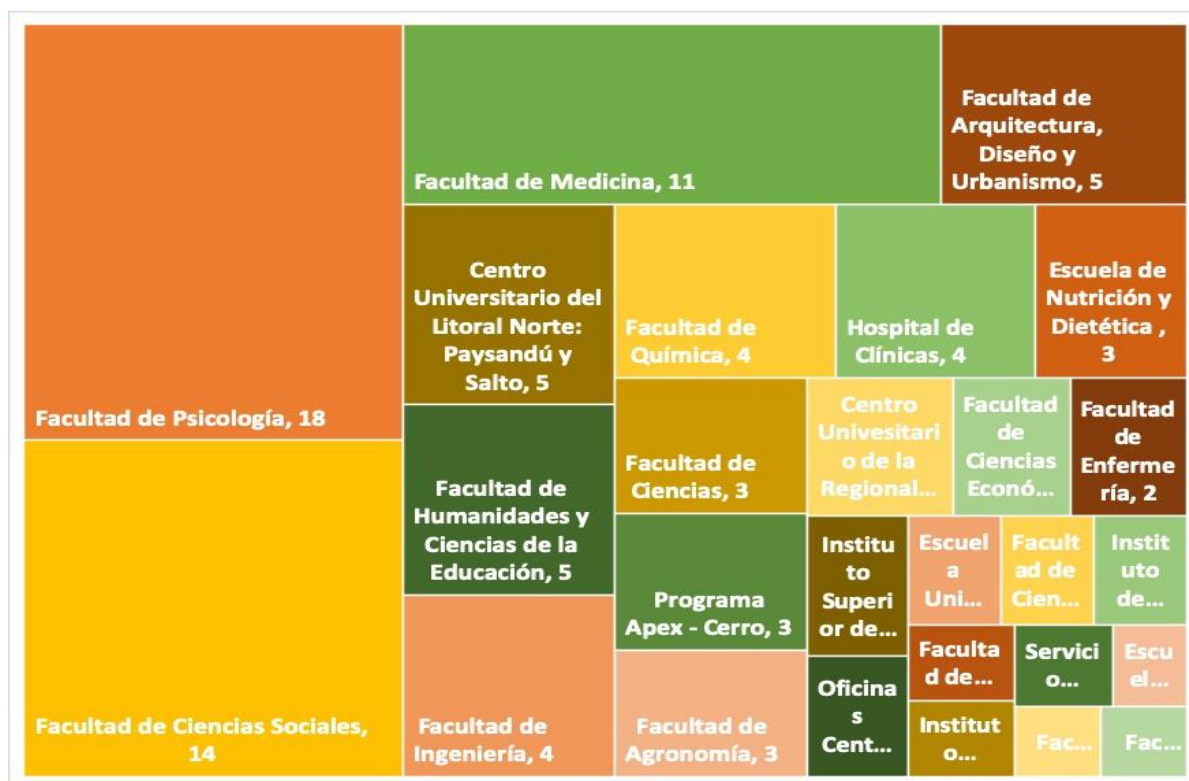 Facultad de Psicología, 18
Facultad de Ciencias Sociales,
14
Facultad de Medicina, 11
Facultad de
Arquitectura,
Diseño y
Urbanismo, 5
Centro
Universitario del
Litoral Norte:
Paysandú y
Salto, 5
Facultad de
Humanidades y
Ciencias de la
Educación, 5
Facultad de
Ingeniería, 4
Facultad de
Química, 4
Hospital de
Clínicas, 4
Escuela de
Nutrición y
Dietética ,
3
Facultad de
Ciencias, 3
Programa
Apex - Cerro, 3
Facultad de
Agronomía, 3
Centro
Univesitari
o de la
Regional...
Facultad
de
Ciencias
Econó...
Facultad
de
Enferme
ría, 2
Institu
to
Superi
or de...
Oficina
s
Cent...
Escuel
a
Uni...
Facult
ad de
Cien...
Instit
uto
de...
Faculta
d de...
Servici
o...
Escu
el...
Institut
o...
Fac...
Fac...